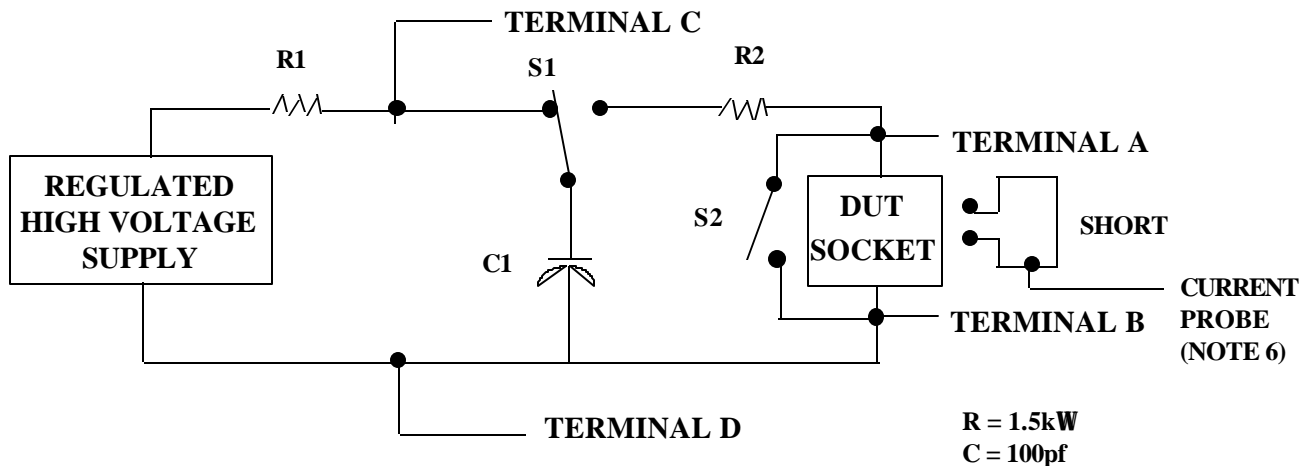 TERMINAL C
R1
S1
R2
TERMINAL A
REGULATED
HIGH VOLTAGE
SUPPLY
S2
DUT
SOCKET
SHORT
C1
CURRENT
PROBE
(NOTE 6)
TERMINAL B
TERMINAL D
R = 1.5kW
C = 100pf